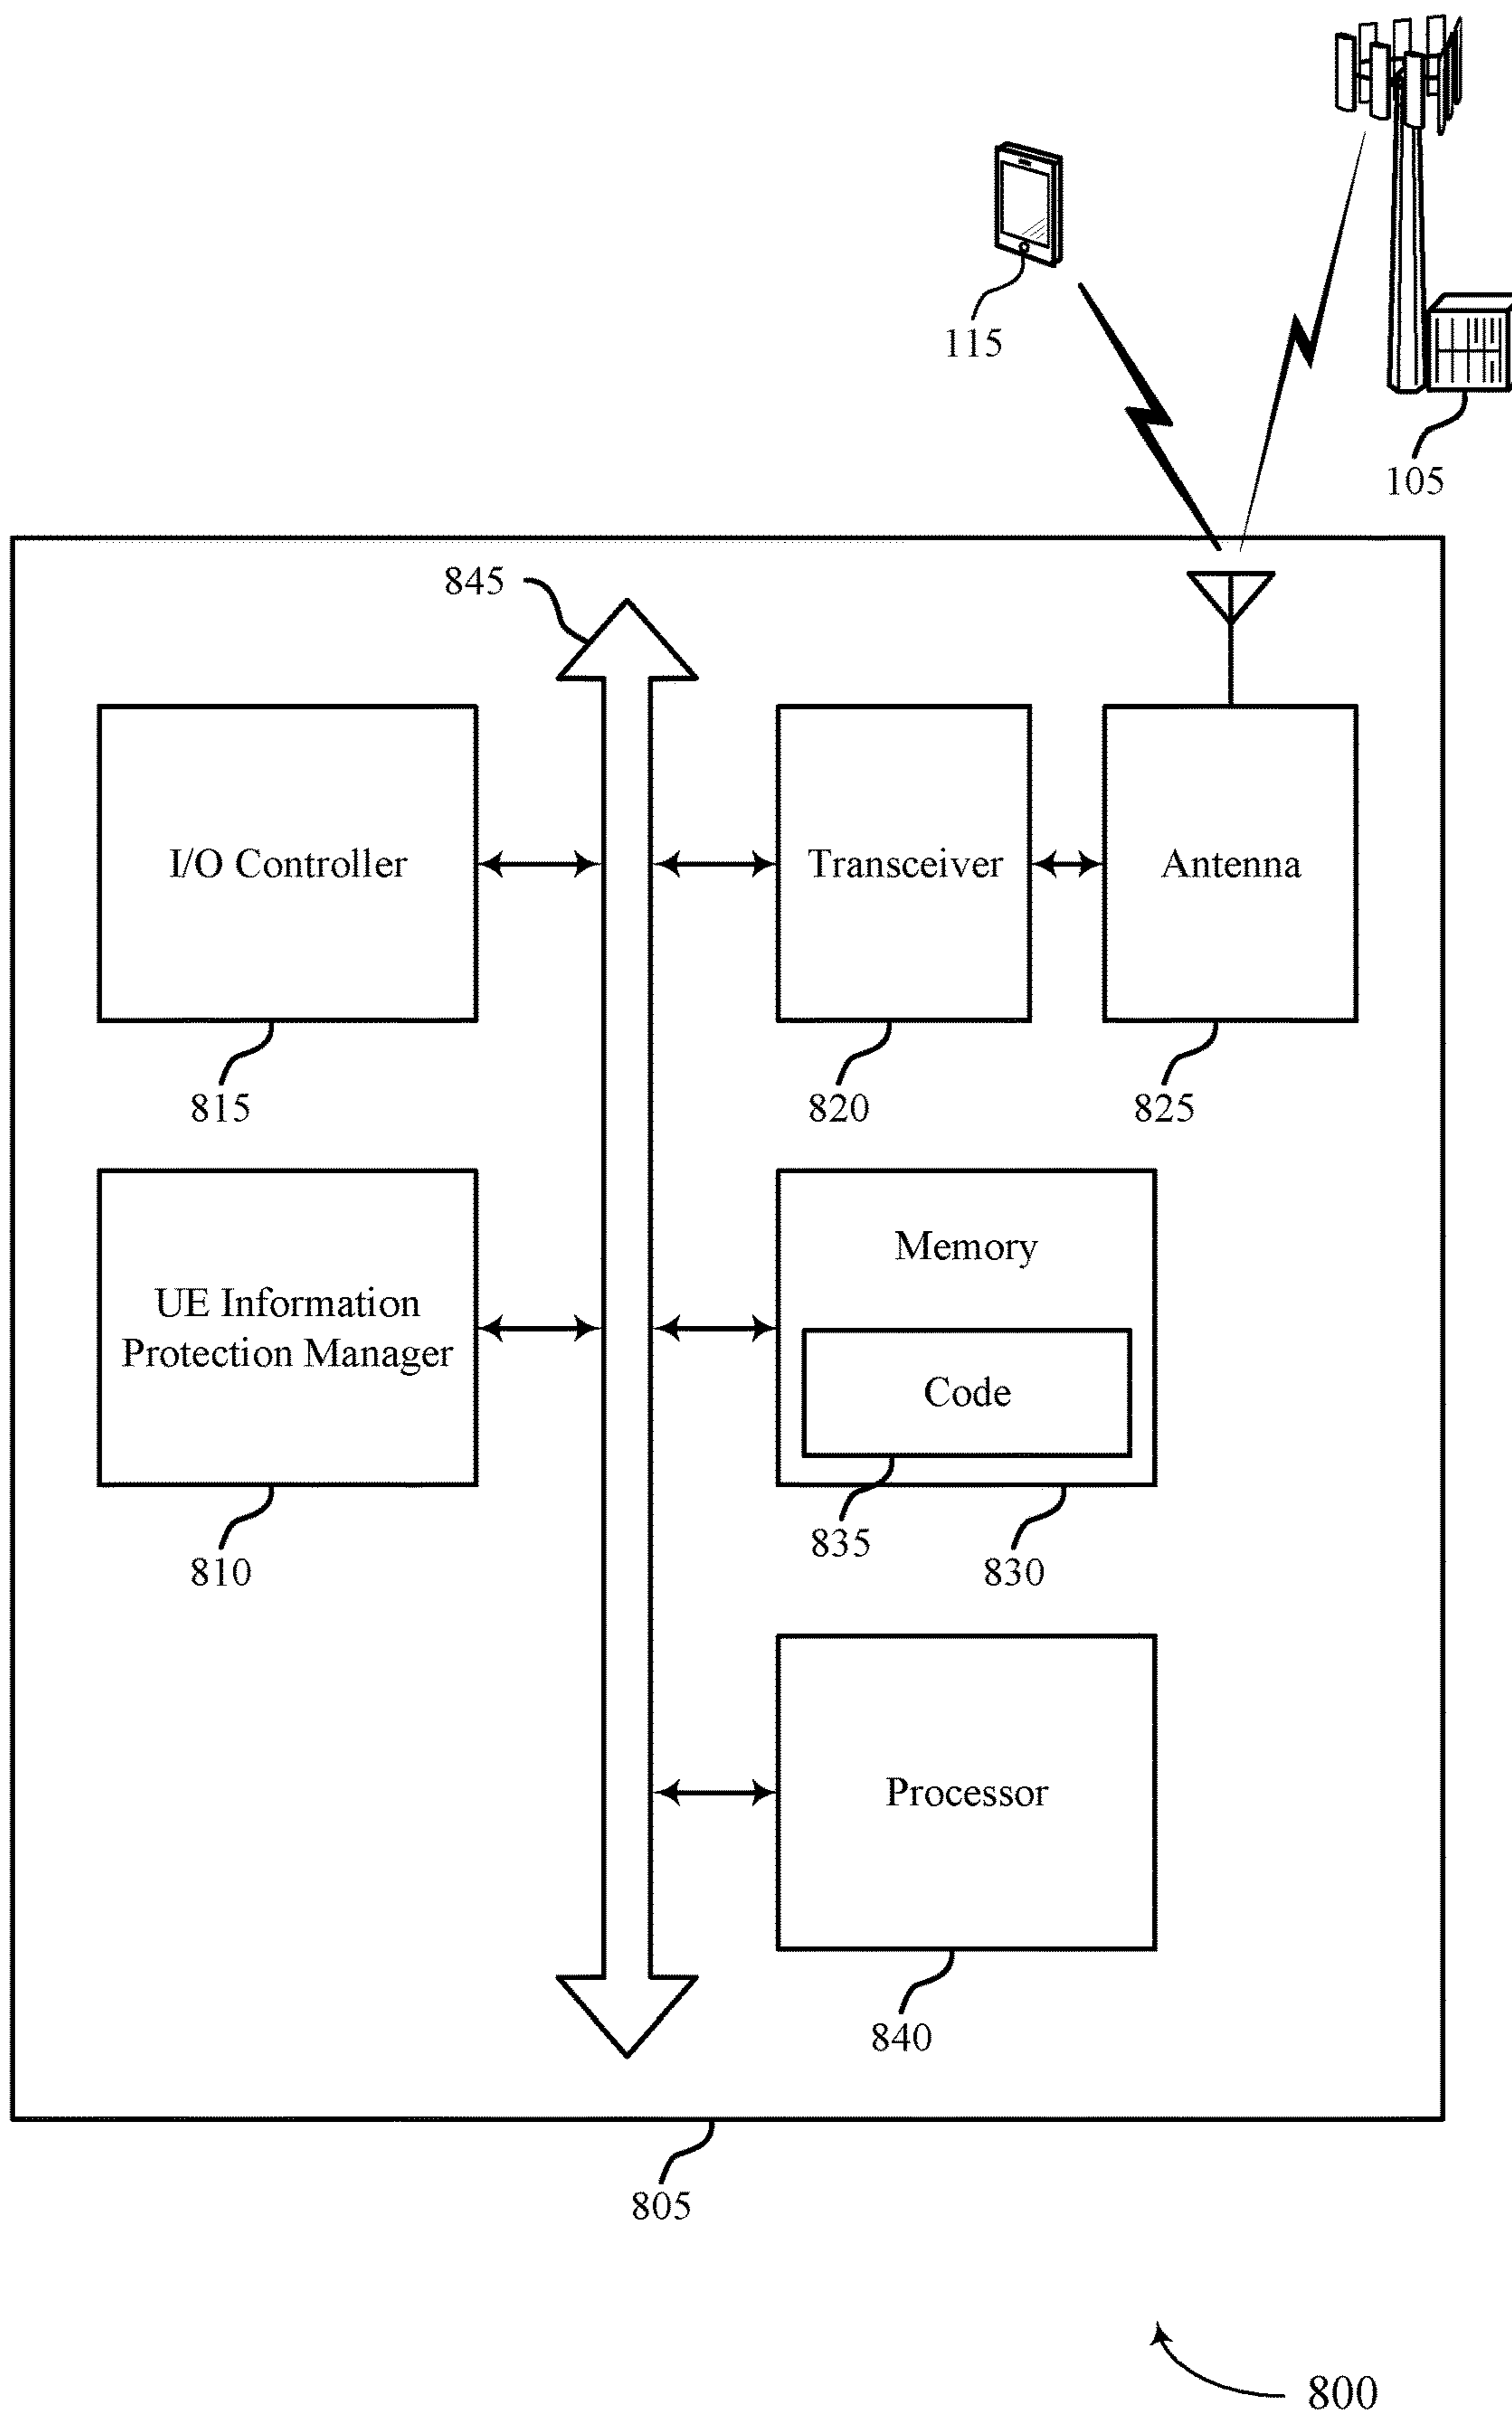 115
105
845
I/O Controller
Transceiver
Antenna
815
820
825
UE Information
Protection Manager
Memory
Code
810
835
830
Processor
840
805
800